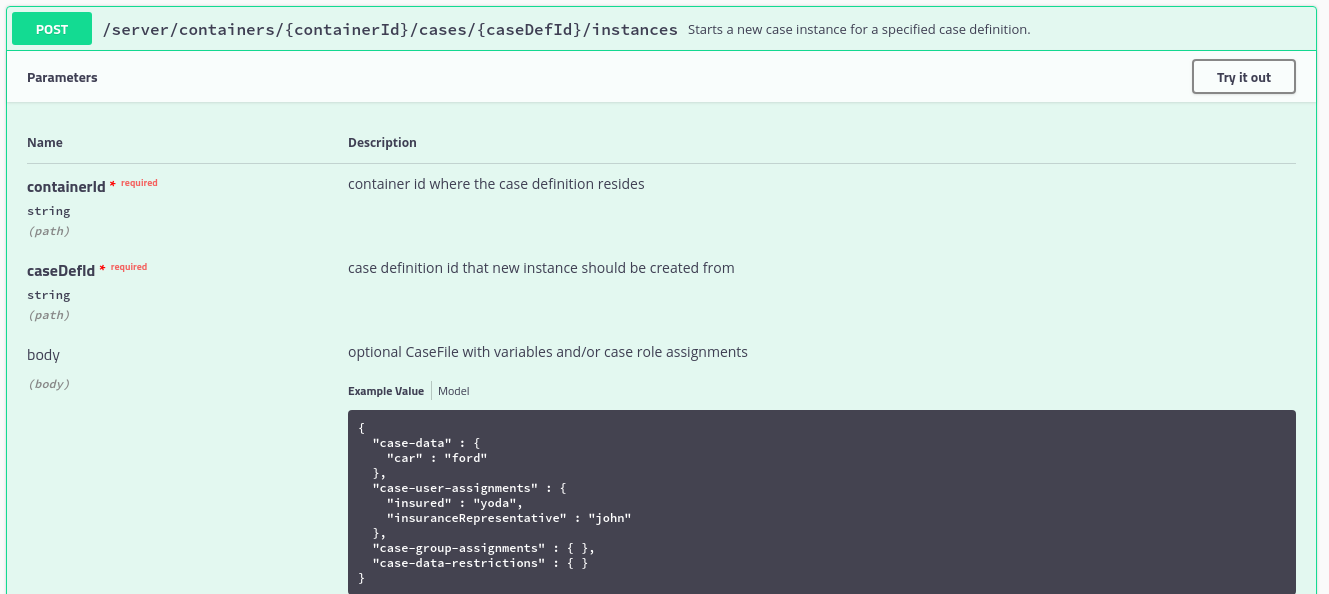 POST /server/containers/{containerId}/cases/{caseDefId}/instances Starts a new case instance for a specified case definition.
Parameters Try it out
Name Description
containerId * required container id where the case definition resides
string
(path)
caseDefId * required case definition id that new instance should be created from
string
(path)
body optional CaseFile with variables and/or case role assignments
(body)
Example Value Model
{
  "case-data" : {
    "car" : "ford"
  },
  "case-user-assignments" : {
    "insured" : "yoda",
    "insuranceRepresentative" : "john"
  },
  "case-group-assignments" : { },
  "case-data-restrictions" : { }
}